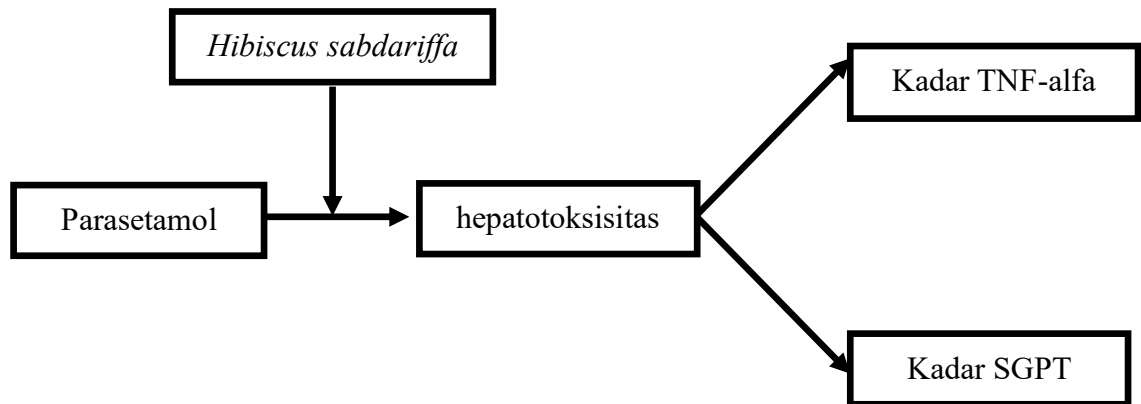 Hibiscus sabdariffa
Kadar TNF-alfa
Parasetamol
hepatotoksisitas
Kadar SGPT